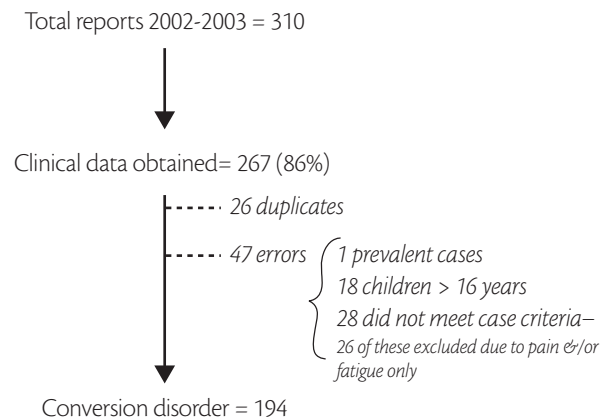 Total reports 2002-2003 = 310
Clinical data obtained= 267 (86%)
26 duplicates
47 errors
1 prevalent cases
18 children > 16 years
28 did not meet case criteria–
26 of these excluded due to pain &/or
fatigue only
Conversion disorder = 194